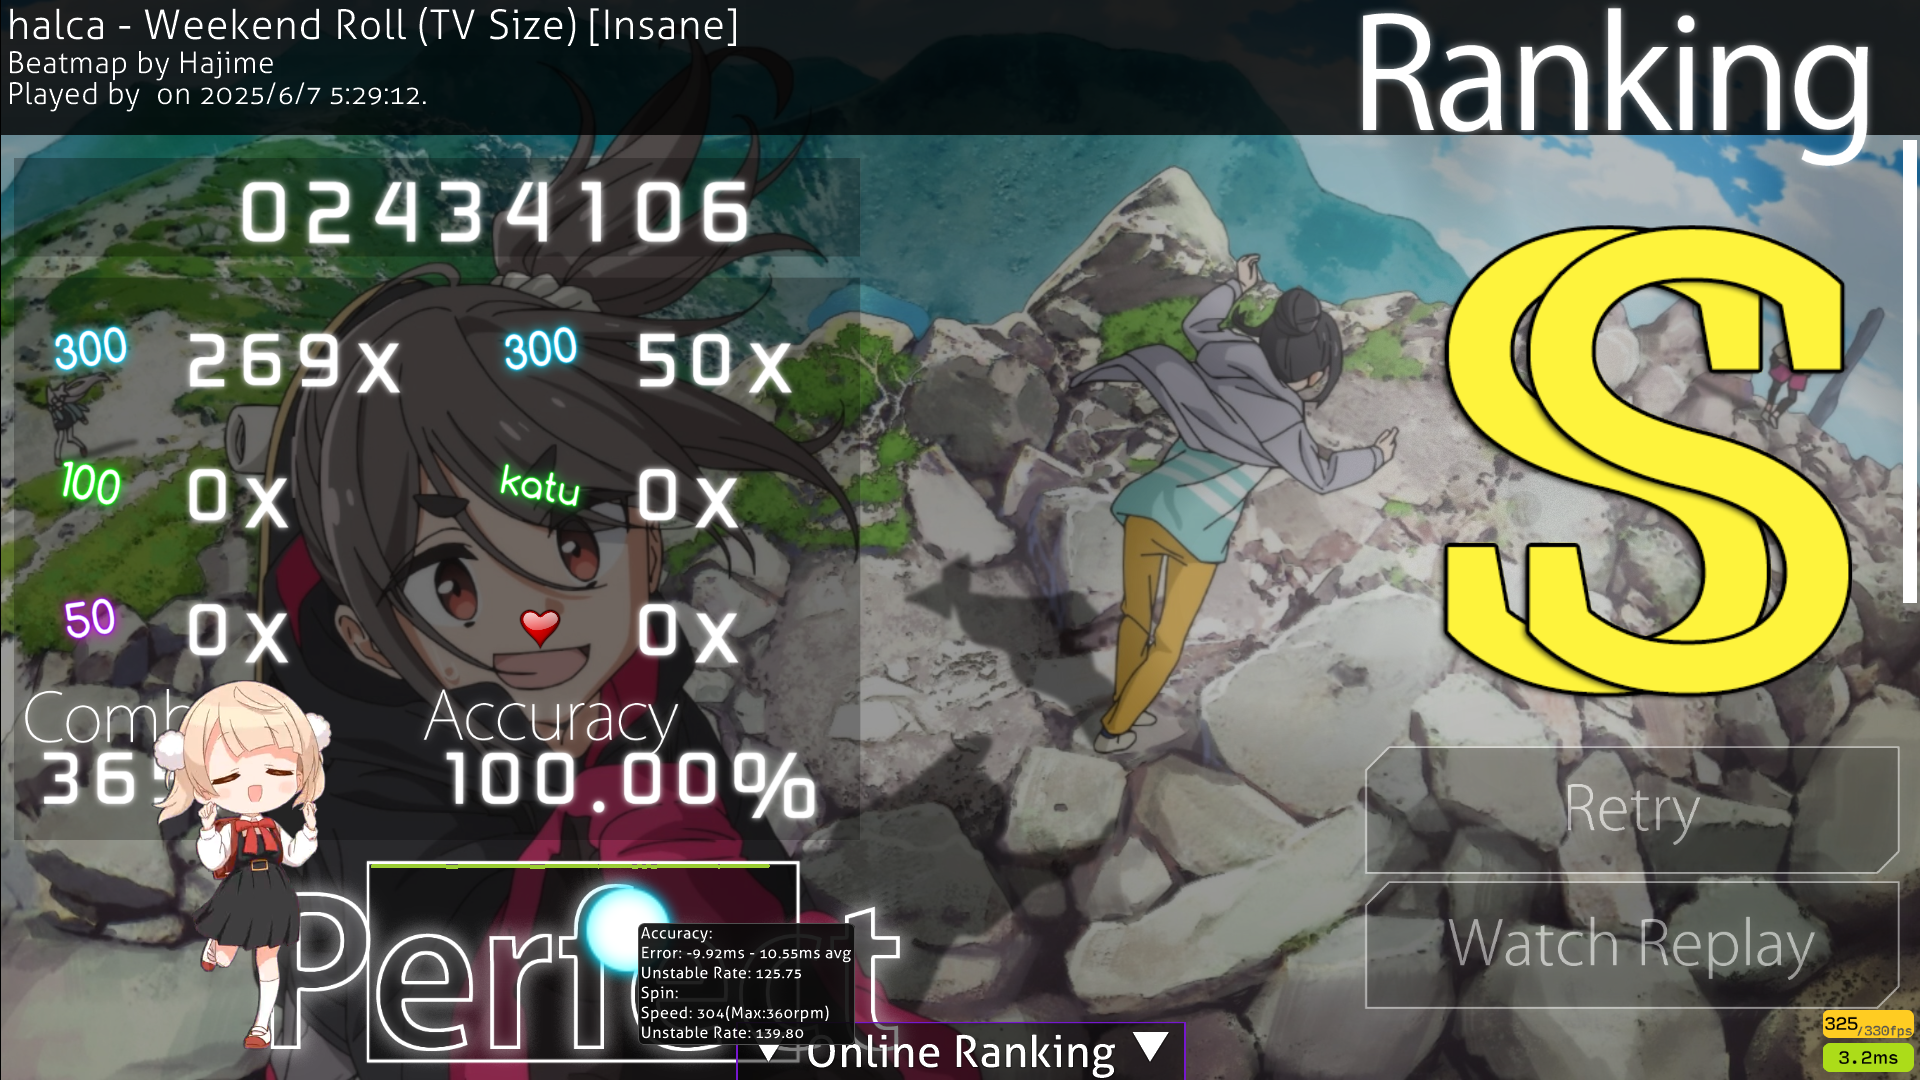 halca - Weekend Roll (TV Size) [Insane]
Beatmap by Hajime
Played by on 2025/6/7 5:29:12.
Ranking
02434106
300 269x 300 50x
100 0x katu 0x
50 0x 0x
Accuracy
100.00%
Retry
Watch Replay
Accuracy:
Error: -9.92ms - 10.55ms avg
Unstable Rate: 125.75
Spin:
Speed: 304(Max:360rpm)
Unstable Rate: 139.80
Online Ranking
325/330fps
3.2ms